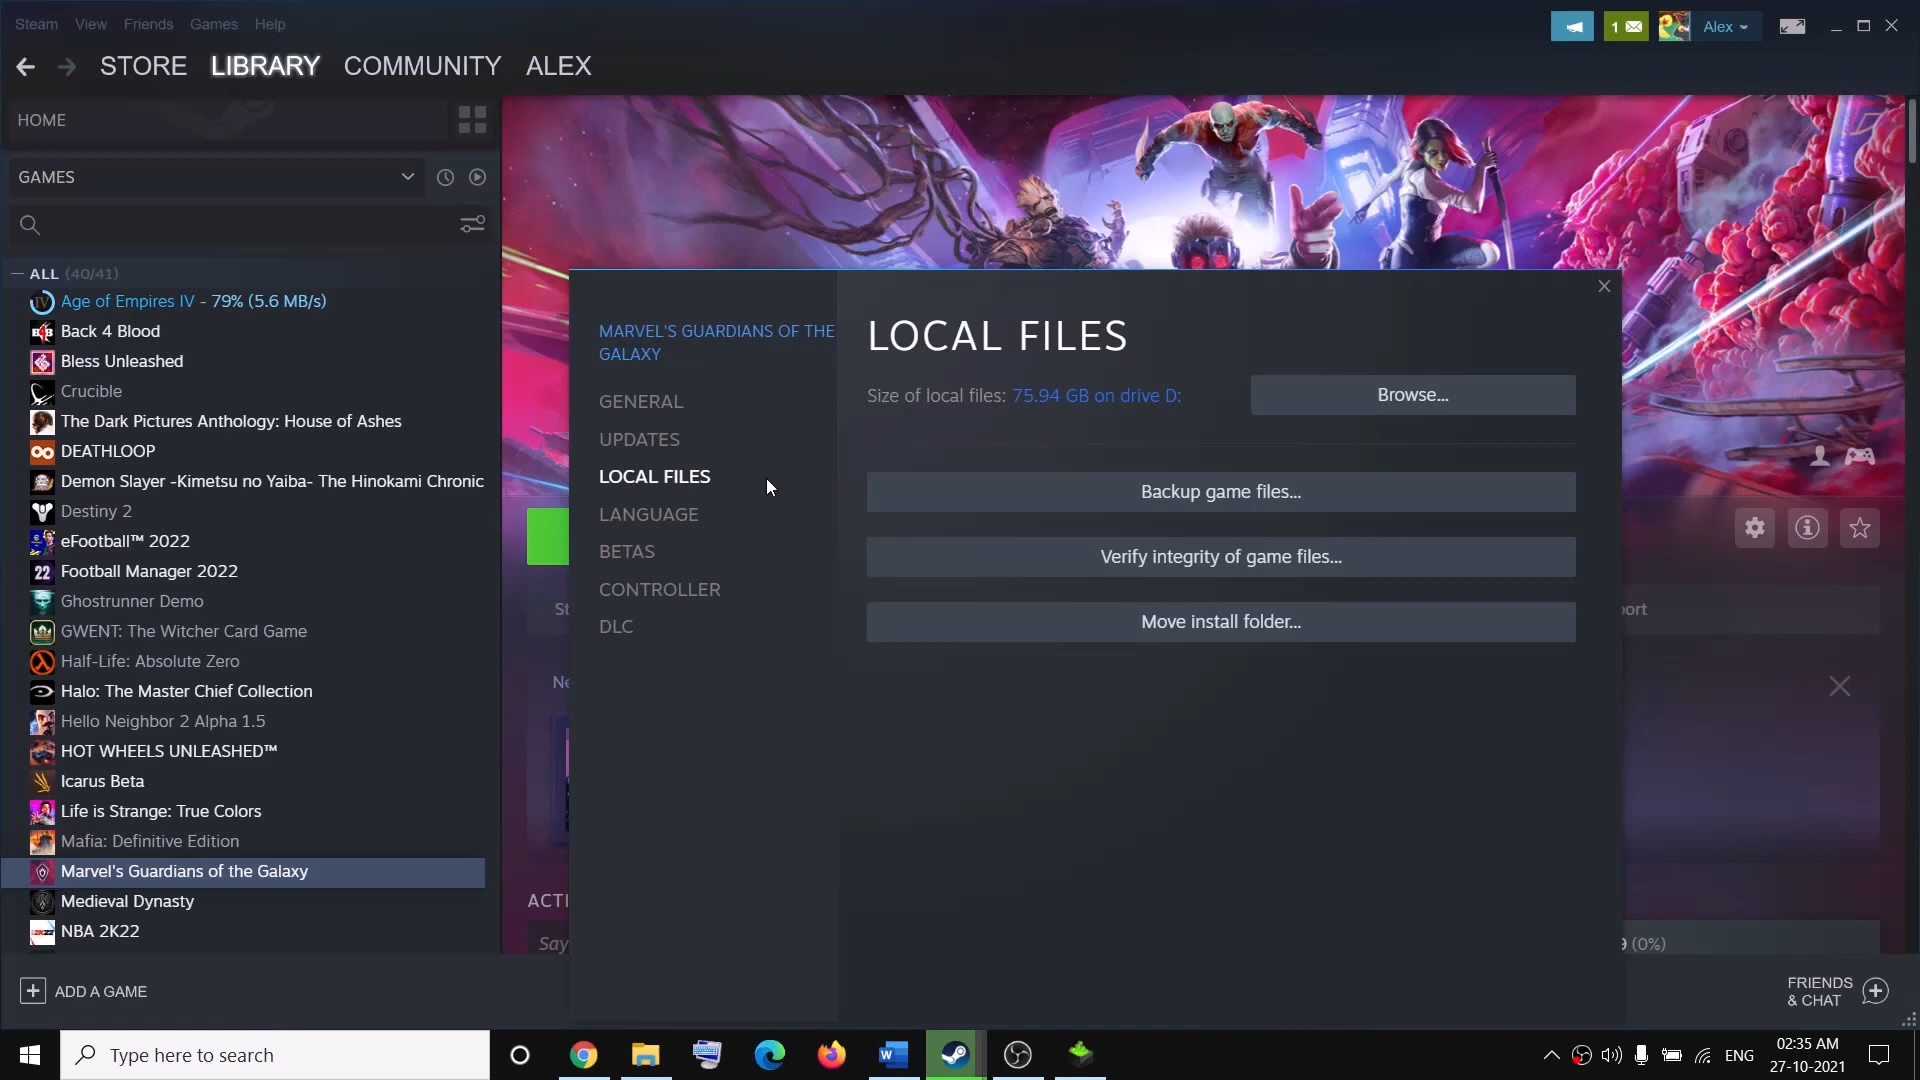 Steam View Friends Games Help
1
Alex
STORE LIBRARY COMMUNITY ALEX
HOME
GAMES
ALL (40/41)
Age of Empires IV - 79% (5.6 MB/s)
Back 4 Blood
Bless Unleashed
Crucible
The Dark Pictures Anthology: House of Ashes
DEATHLOOP
Demon Slayer -Kimetsu no Yaiba- The Hinokami Chronic
Destiny 2
eFootball™ 2022
Football Manager 2022
Ghostrunner Demo
GWENT: The Witcher Card Game
Half-Life: Absolute Zero
Halo: The Master Chief Collection
Hello Neighbor 2 Alpha 1.5
HOT WHEELS UNLEASHED™
Icarus Beta
Life is Strange: True Colors
Mafia: Definitive Edition
Marvel's Guardians of the Galaxy
Medieval Dynasty
NBA 2K22
ADD A GAME
MARVEL'S GUARDIANS OF THE
GALAXY
GENERAL
UPDATES
LOCAL FILES
LANGUAGE
BETAS
CONTROLLER
DLC
LOCAL FILES
Size of local files: 75.94 GB on drive D:
Browse...
Backup game files...
Verify integrity of game files...
Move install folder...
St
Ne
ACTI
Say
port
(0%)
FRIENDS
& CHAT
Type here to search
ENG
02:35 AM
27-10-2021